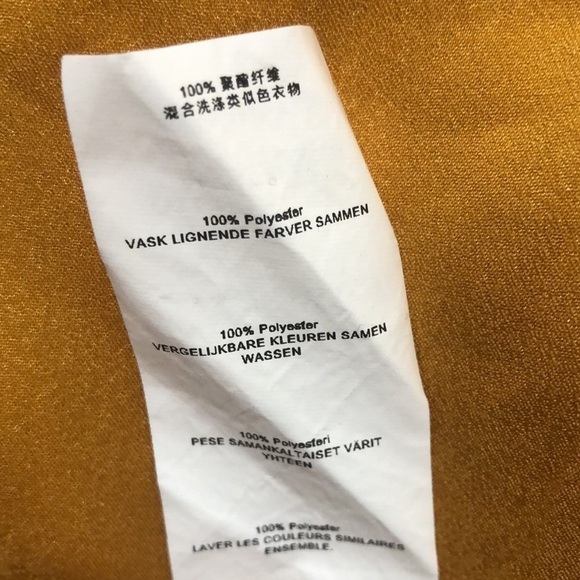 100% 聚酯纤维
混合洗涤类似色衣物
100% Polyester
VASK LIGNENDE FARVER SAMMEN
100% Polyester
VERGELIJKBARE KLEUREN SAMEN
WASSEN
100% Polyesteri
PESE SAMANKALTAISET VÄRIT
YHTEEN
100% Polyester
LAVER LES COULEURS SIMILAIRES
ENSEMBLE.